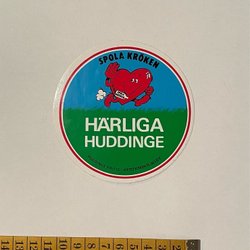 SPOLA KRÖKEN
HÄRLIGA
HUDDINGE